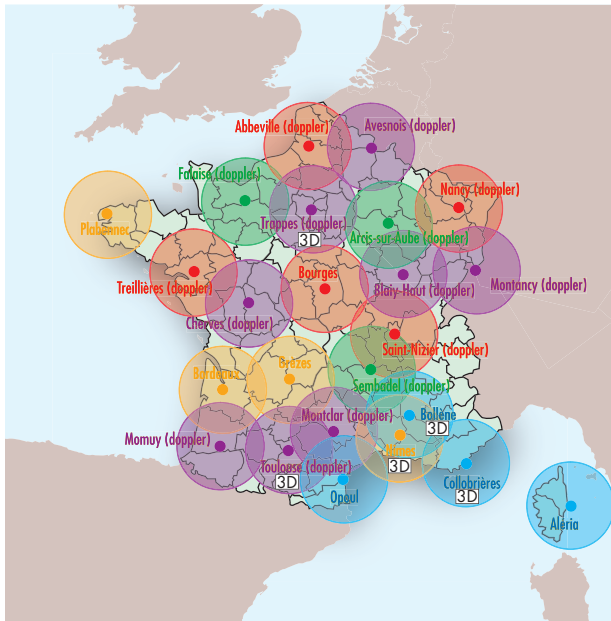 Abbeville (doppler)
Avesnois (doppler)
Falaise (doppler)
Nancy (doppler)
Plabennec
Trappes (doppler)
3D
Arcis-sur-Aube (doppler)
Treillières (doppler)
Bourges
Blaiy-Haut (doppler)
Montancy (doppler)
Cherves (doppler)
Saint-Nizier (doppler)
Bordeaux
Grèzes
Sembadel (doppler)
Momuy (doppler)
Montclar (doppler)
Bollène
3D
Nîmes
3D
Toulouse (doppler)
3D
Opoul
Collobrières
3D
Aléria